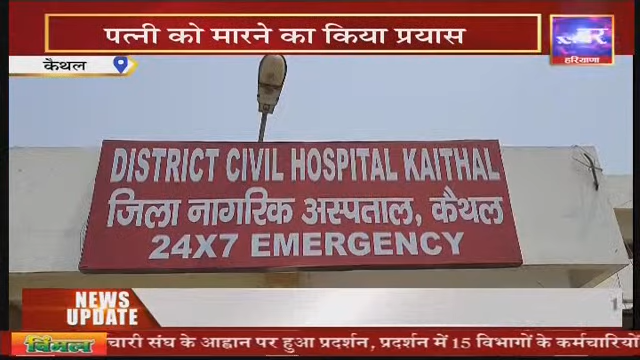 पत्नी को मारने का किया प्रयास
हरियाणा
कैथल
DISTRICT CIVIL HOSPITAL KAITHAL
जिला नागरिक अस्पताल, कैथल
24X7 EMERGENCY
NEWS
UPDATE
बिमल
चारी संघ के आह्वान पर हुआ प्रदर्शन, प्रदर्शन में 15 विभागों के कर्मचारियों